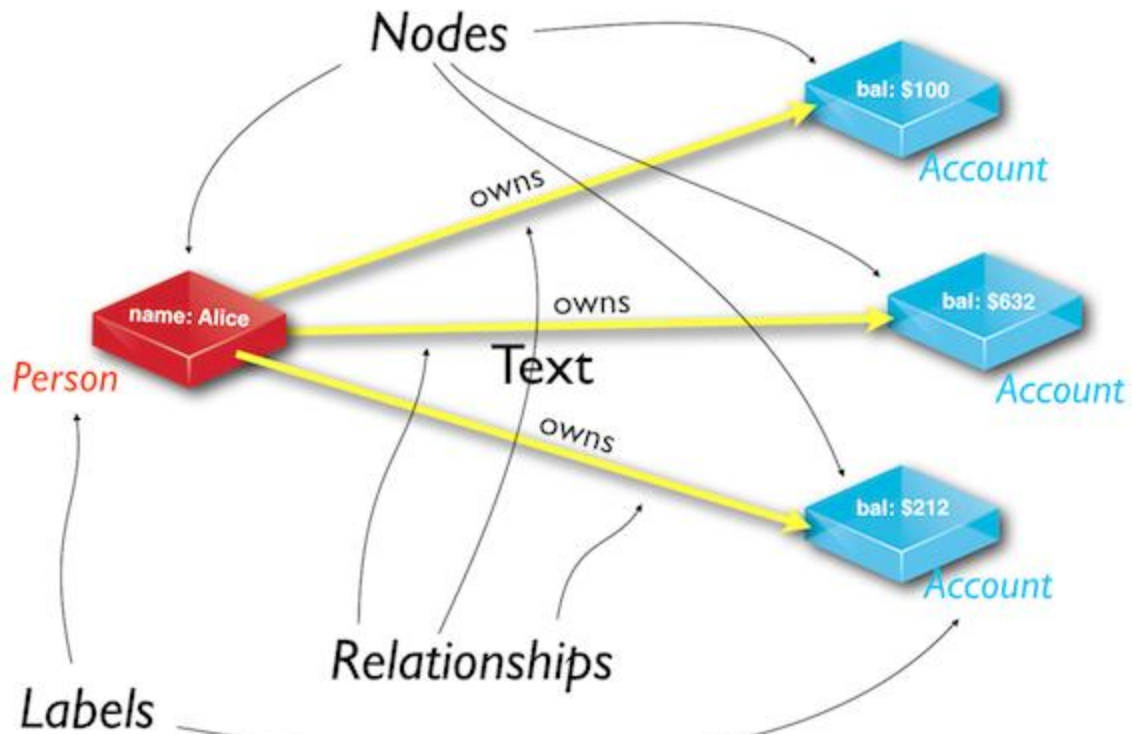 Nodes
bal: $100
Account
owns
bal: $632
owns
name: Alice
Text
Person
Account
owns
bal: $212
Account
Relationships
Labels